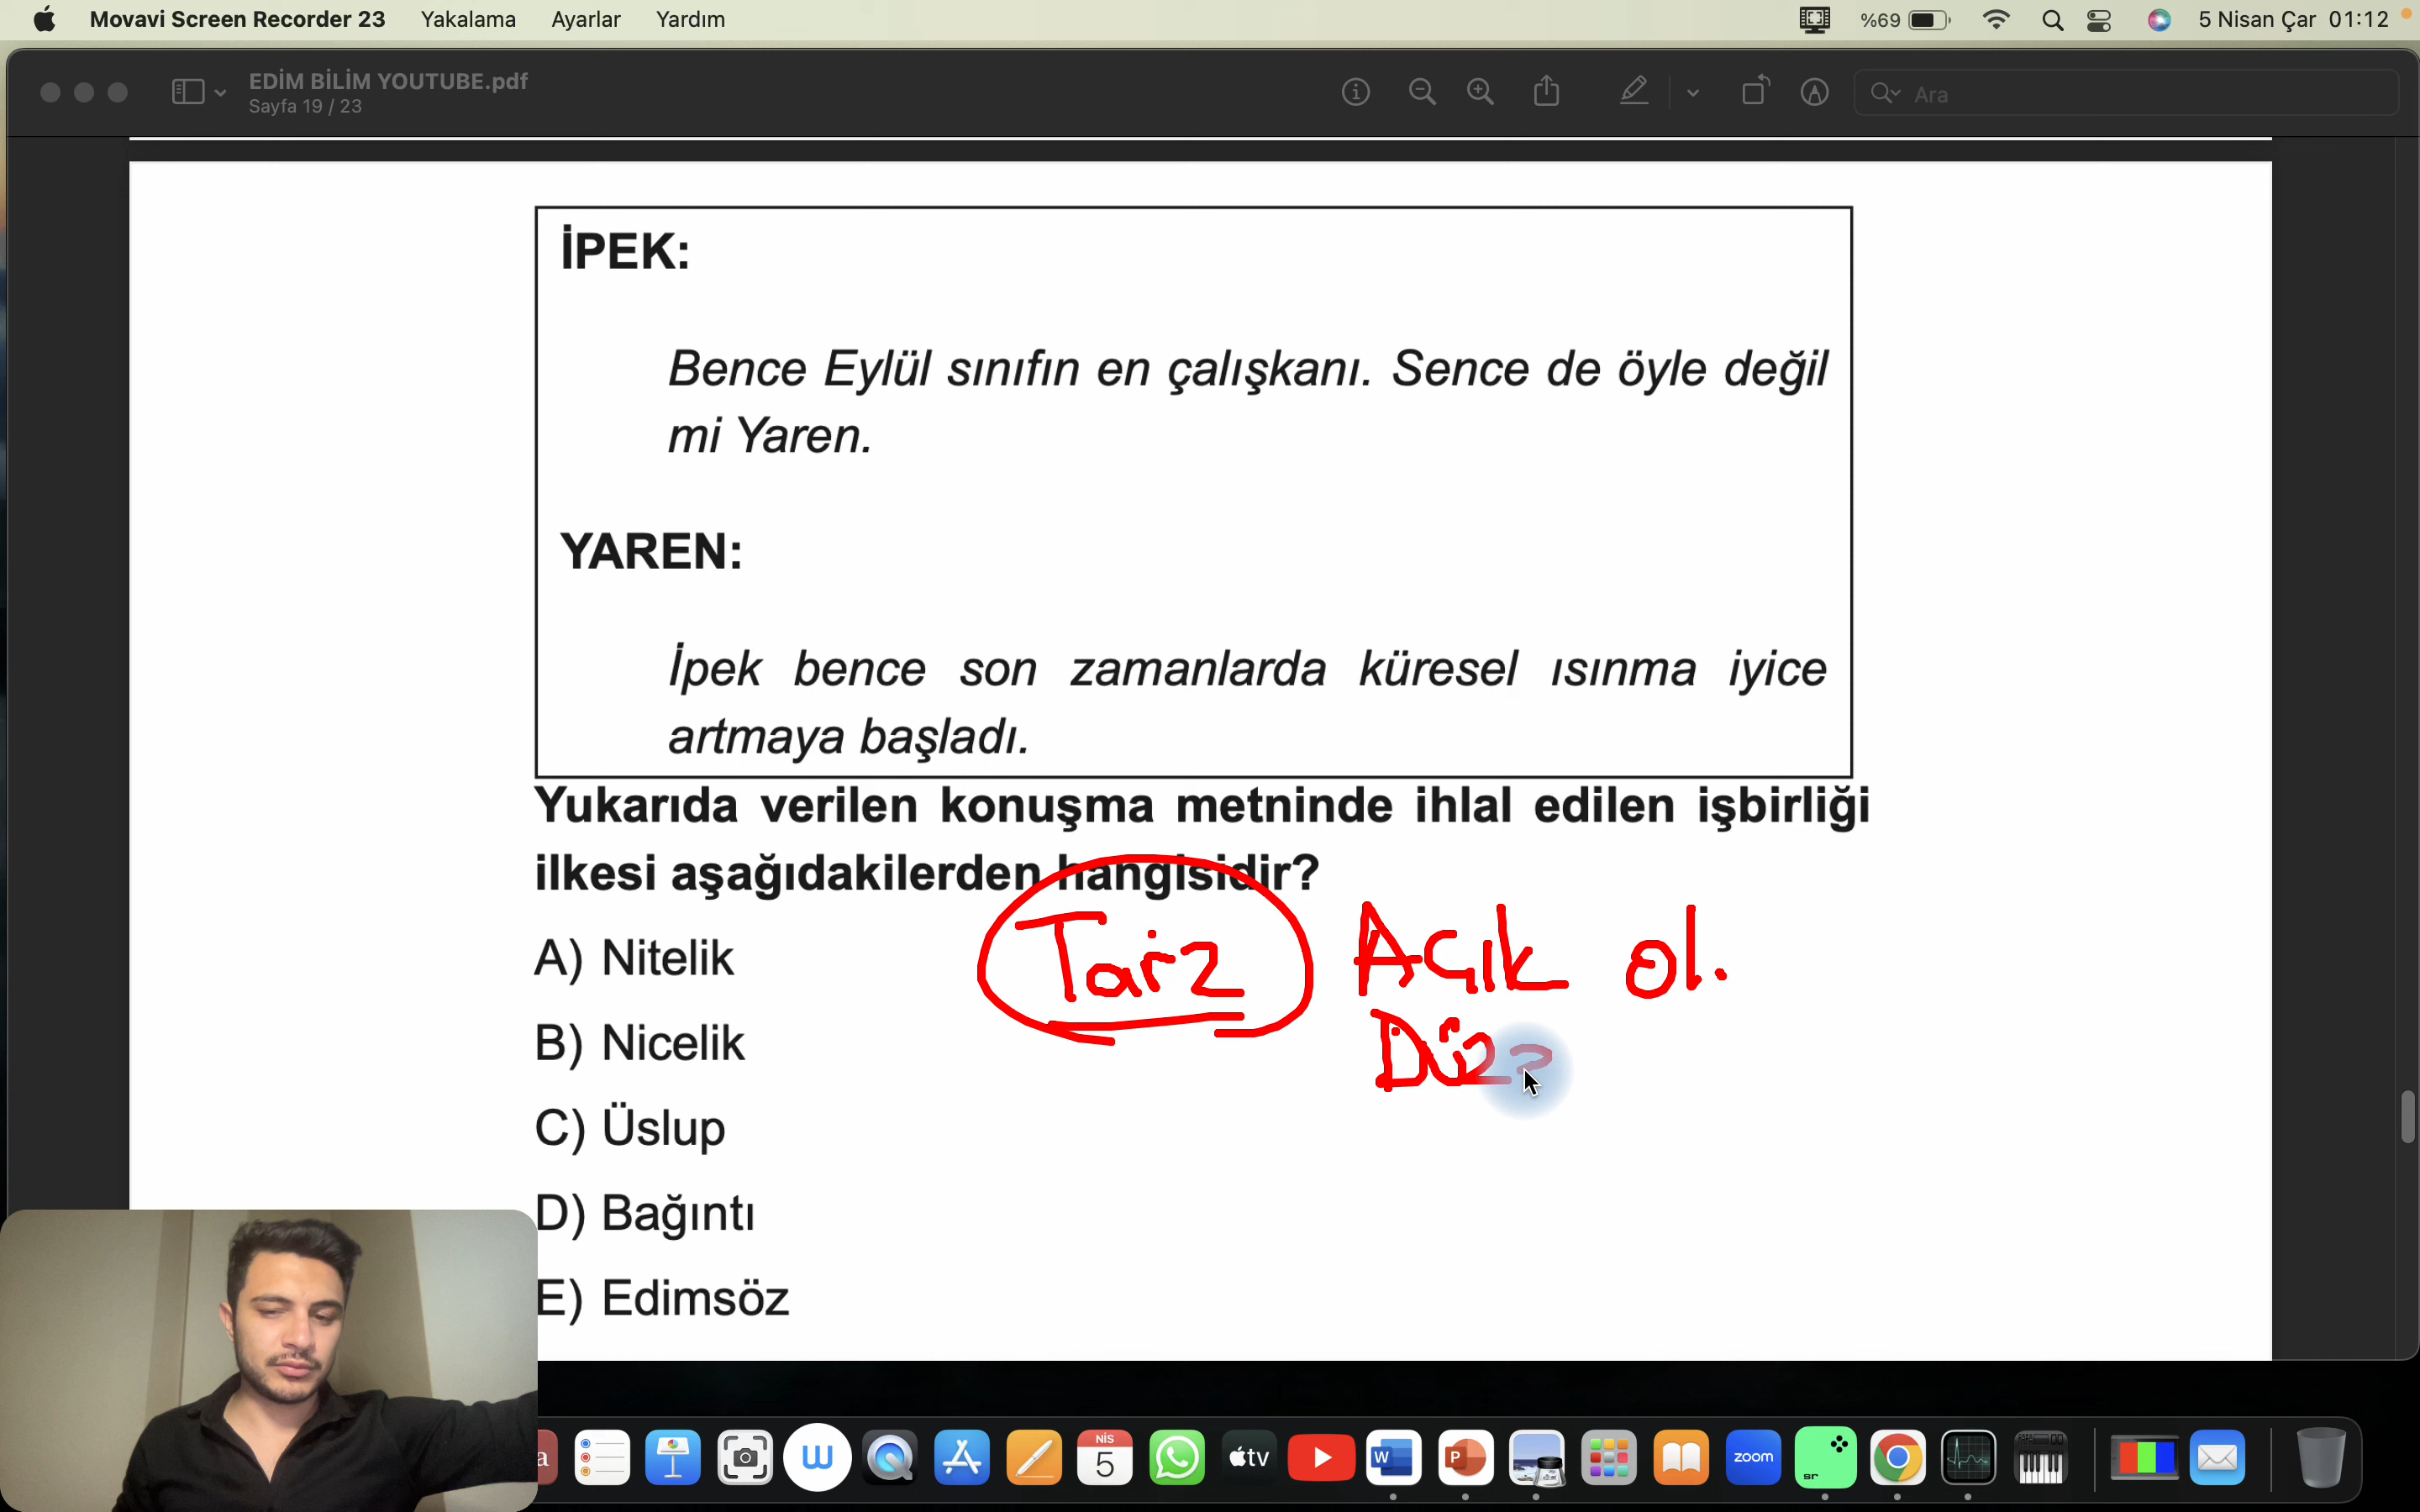 Movavi Screen Recorder 23 Yakalama Ayarlar Yardım %69 5 Nisan Çar 01:12
EDİM BİLİM YOUTUBE.pdf
Sayfa 19 / 23
Ara
İPEK:
Bence Eylül sınıfın en çalışkanı. Sence de öyle değil
mi Yaren.
YAREN:
İpek bence son zamanlarda küresel ısınma iyice
artmaya başladı.
Yukarıda verilen konuşma metninde ihlal edilen işbirliği
ilkesi aşağıdakilerden hangisidir?
Tarz Açık ol.
A) Nitelik
B) Nicelik
C) Üslup
D) Bağıntı
E) Edimsöz
a NİS 5 tv W P zoom sr